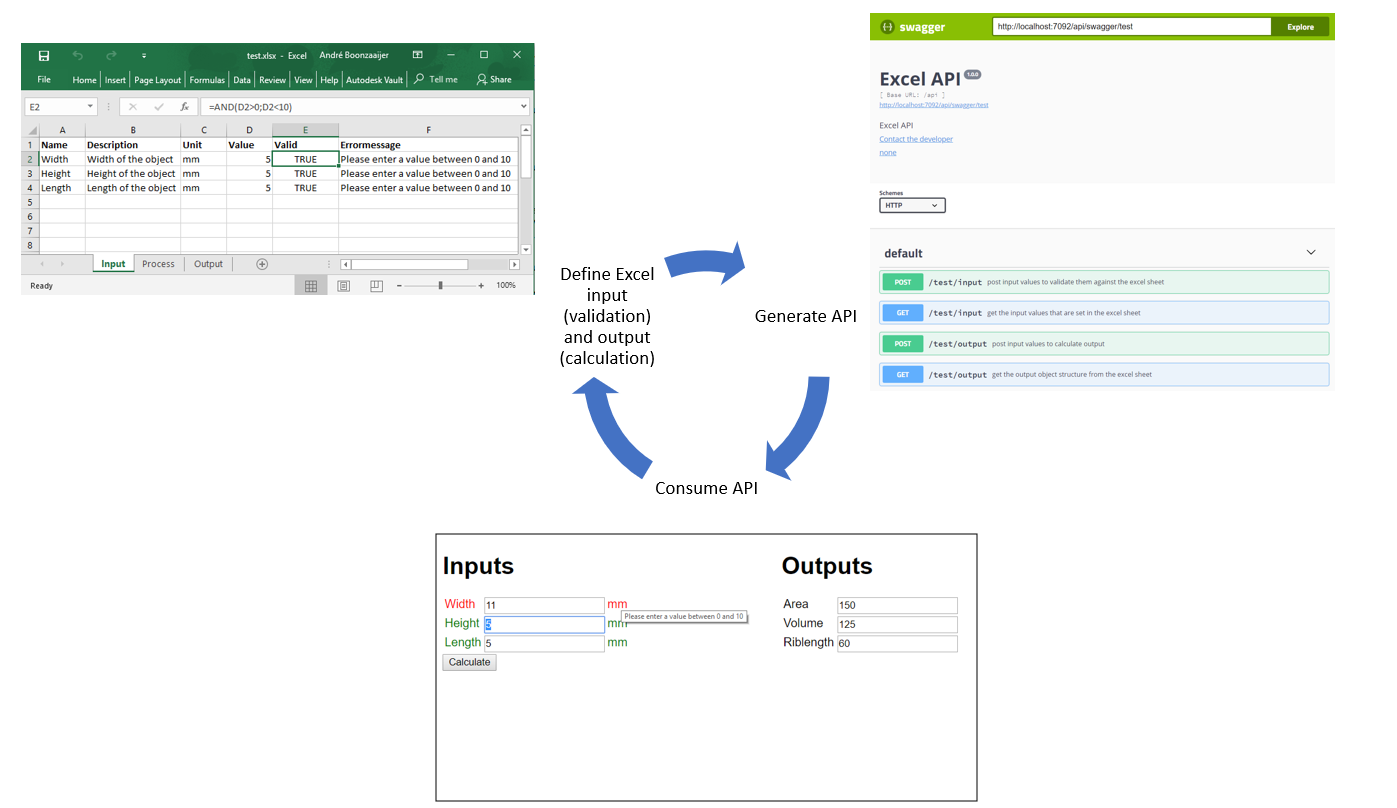 test.xlsx - Excel André Boonzaaijer
File Home Insert Page Layout Formulas Data Review View Help Autodesk Vault Tell me Share
E2 fx =AND(D2>0;D2<10)
A B C D E F
1 Name Description Unit Value Valid Errormessage
2 Width Width of the object mm 5 TRUE Please enter a value between 0 and 10
3 Height Height of the object mm 5 TRUE Please enter a value between 0 and 10
4 Length Length of the object mm 5 TRUE Please enter a value between 0 and 10
5
6
7
8
Input Process Output
Ready 100%
swagger http://localhost:7092/api/swagger/test Explore
Excel API 1.0.0
[ Base URL: /api ]
http://localhost:7092/api/swagger/test
Excel API
Contact the developer
none
Schemes
HTTP
default
POST /test/input post input values to validate them against the excel sheet
GET /test/input get the input values that are set in the excel sheet
POST /test/output post input values to calculate output
GET /test/output get the output object structure from the excel sheet
Define Excel
input
(validation)
and output
(calculation)
Generate API
Consume API
Inputs
Width 11 mm
Please enter a value between 0 and 10
Height 5 mm
Length 5 mm
Calculate
Outputs
Area 150
Volume 125
Riblength 60